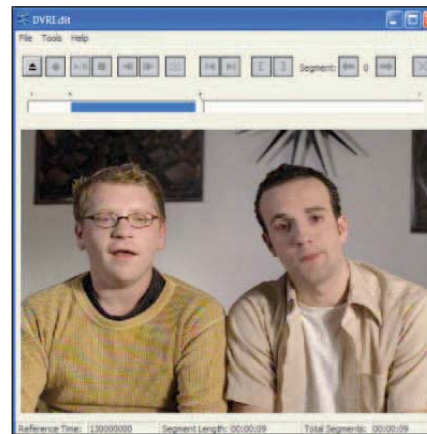 DVREdit
File Tools Help
Segment: 0
Reference Time: 130000000 Segment Length: 00:00:09 Total Segments: 00:00:09